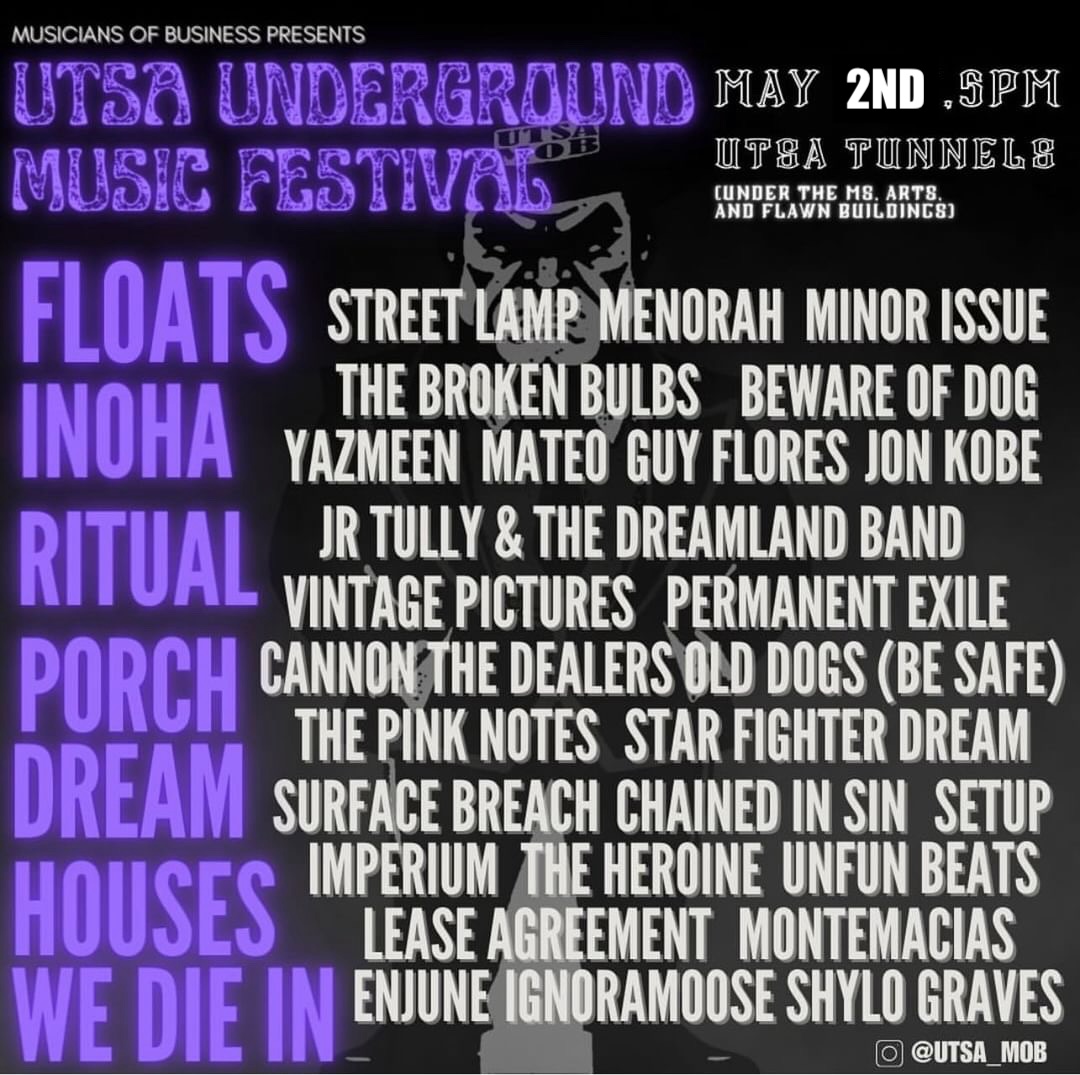 MUSICIANS OF BUSINESS PRESENTS
UTSA UNDERGROUND
MUSIC FESTIVAL
MAY 2ND ,5PM
UTSA TUNNELS
(UNDER THE MS, ARTS,
AND FLAWN BUILDINGS)
UTSA
MOB
FLOATS
INOHA
RITUAL
PORCH
DREAM
HOUSES
WE DIE IN
STREET LAMP MENORAH MINOR ISSUE
THE BROKEN BULBS BEWARE OF DOG
YAZMEEN MATEO GUY FLORES JON KOBE
JR TULLY & THE DREAMLAND BAND
VINTAGE PICTURES PERMANENT EXILE
CANNON THE DEALERS OLD DOGS (BE SAFE)
THE PINK NOTES STAR FIGHTER DREAM
SURFACE BREACH CHAINED IN SIN SETUP
IMPERIUM THE HEROINE UNFUN BEATS
LEASE AGREEMENT MONTEMACIAS
ENJUNE IGNORAMOOSE SHYLO GRAVES
@UTSA_MOB